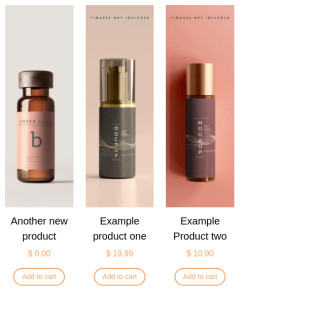 *IMAGES NOT INCLUDED
*IMAGES NOT INCLUDED
b
Another new
product
$ 0.00
Add to cart
Example
product one
$ 19.99
Add to cart
Example
Product two
$ 10.90
Add to cart